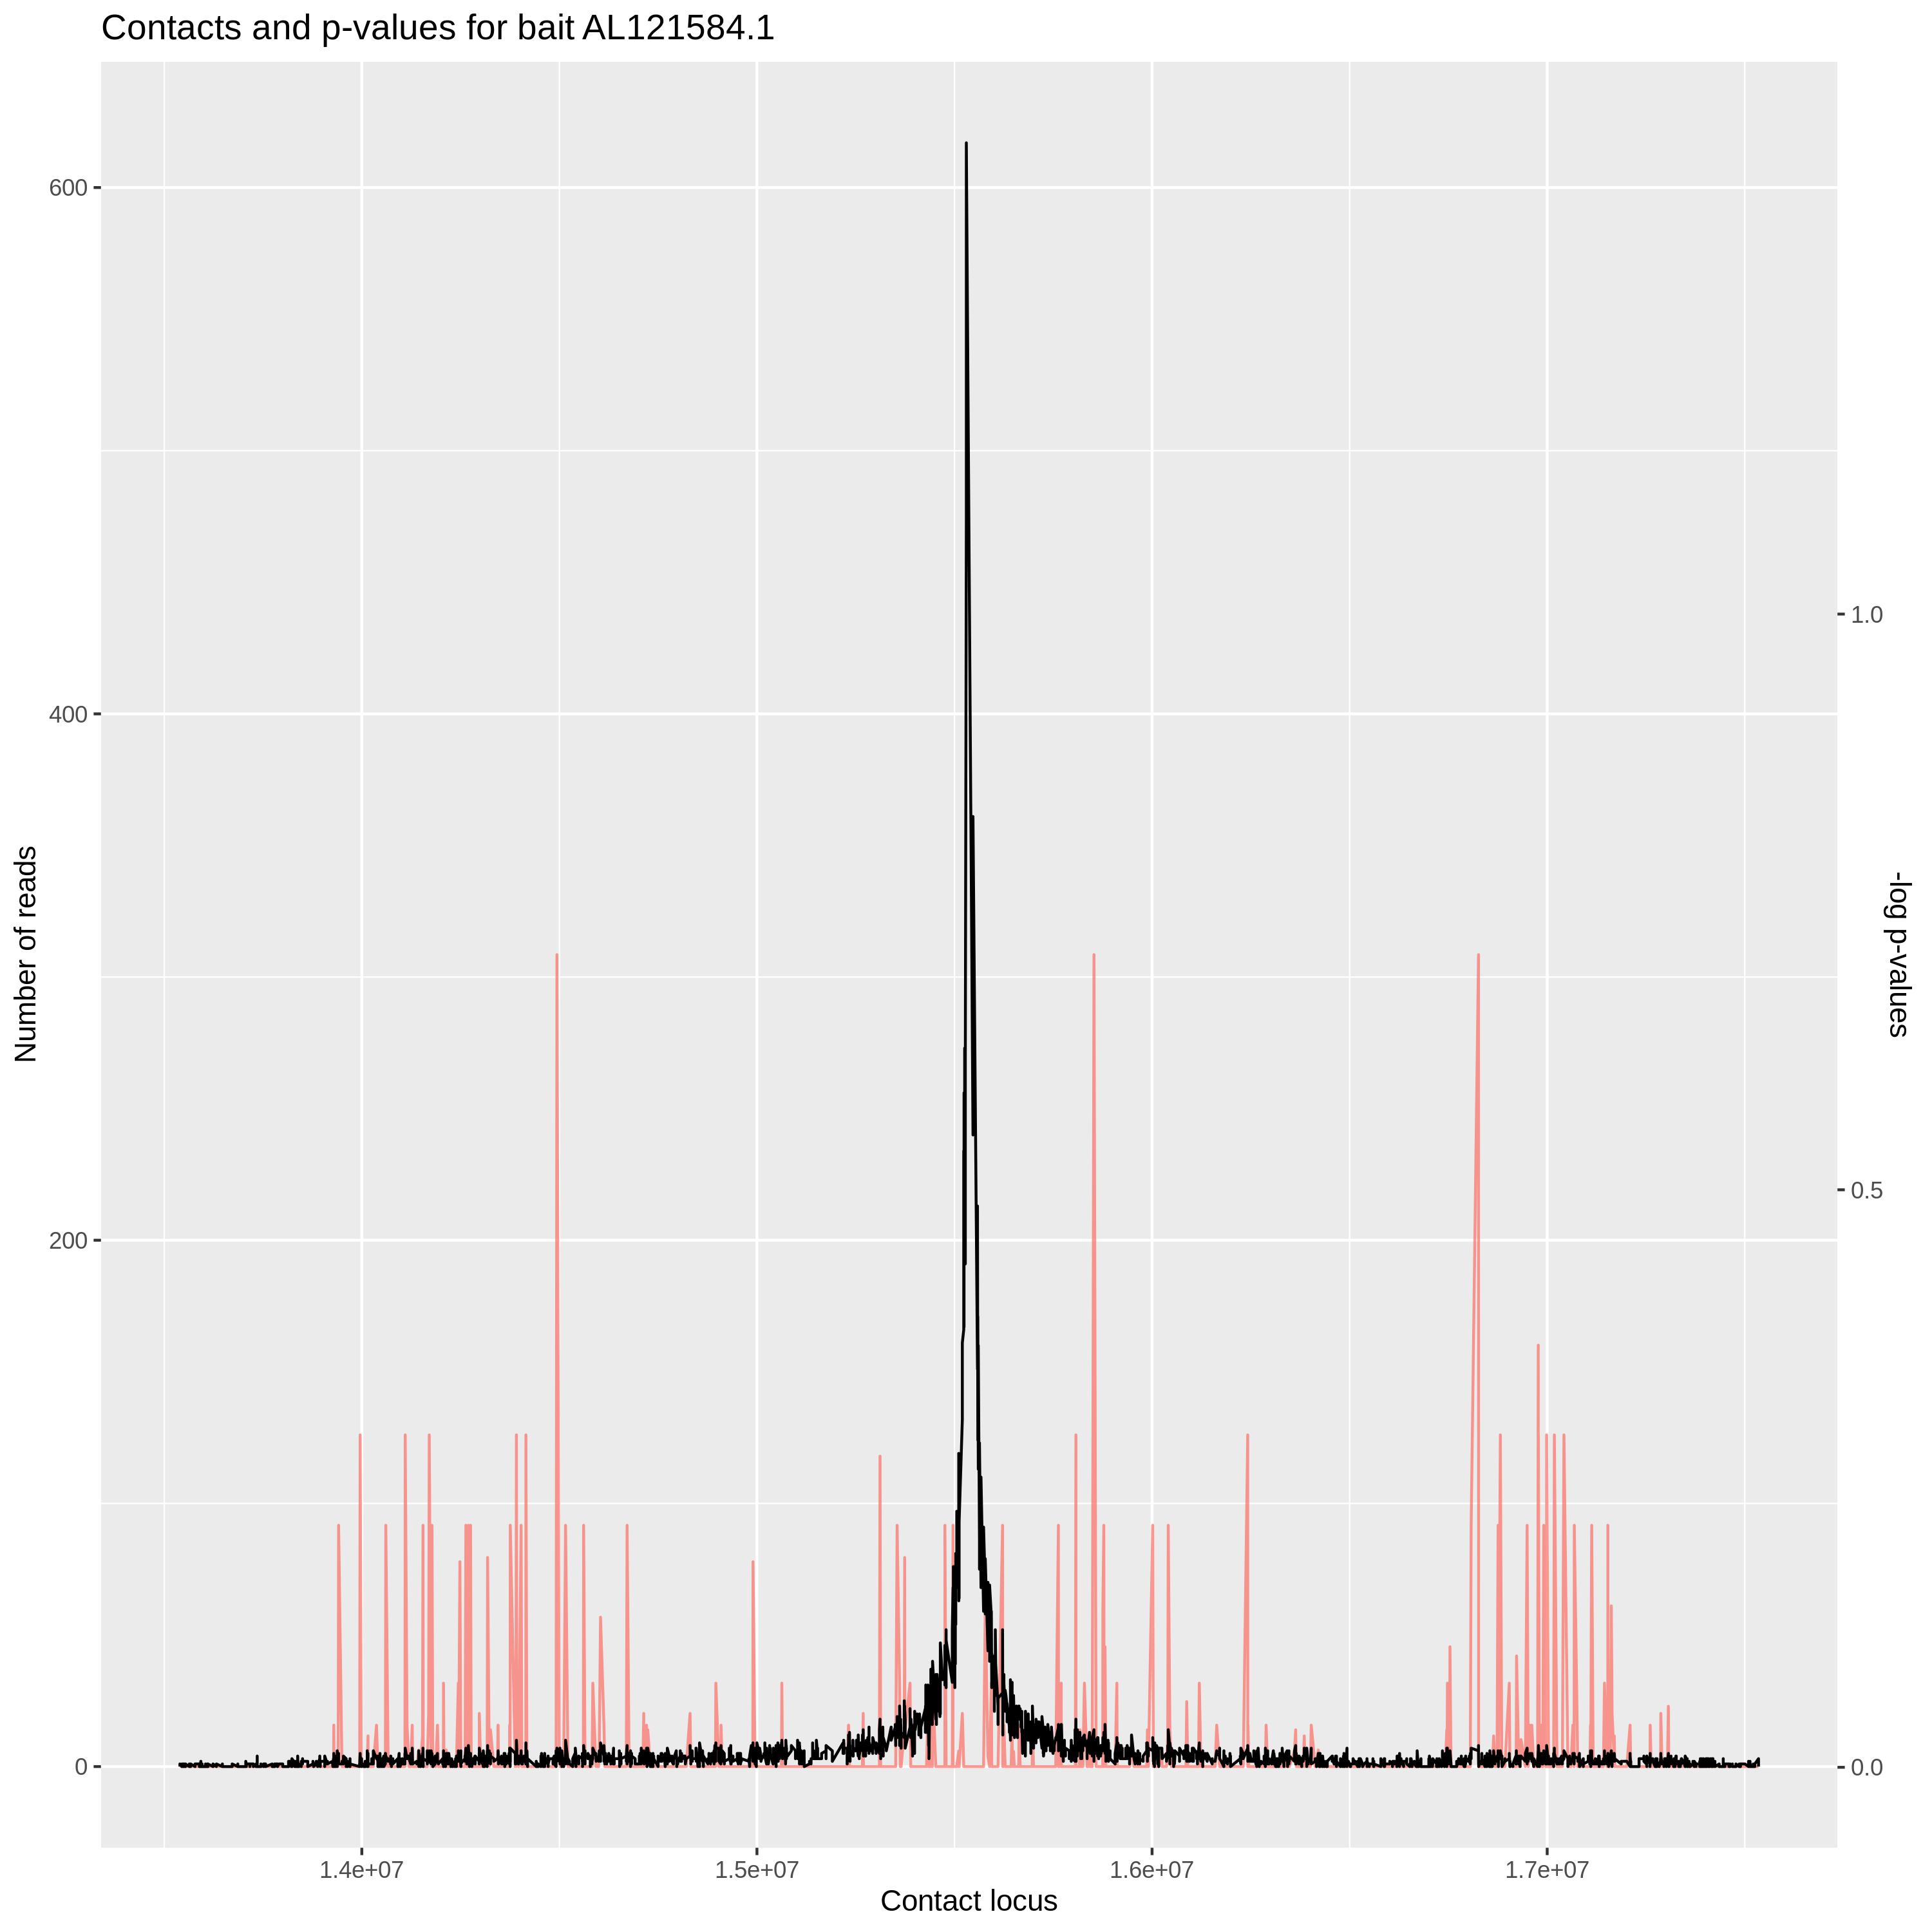 Contacts and p-values for bait AL121584.1
600
400
200
0
Number of reads
1.0
0.5
0.0
-log p-values
1.4e+07 1.5e+07 1.6e+07 1.7e+07
Contact locus